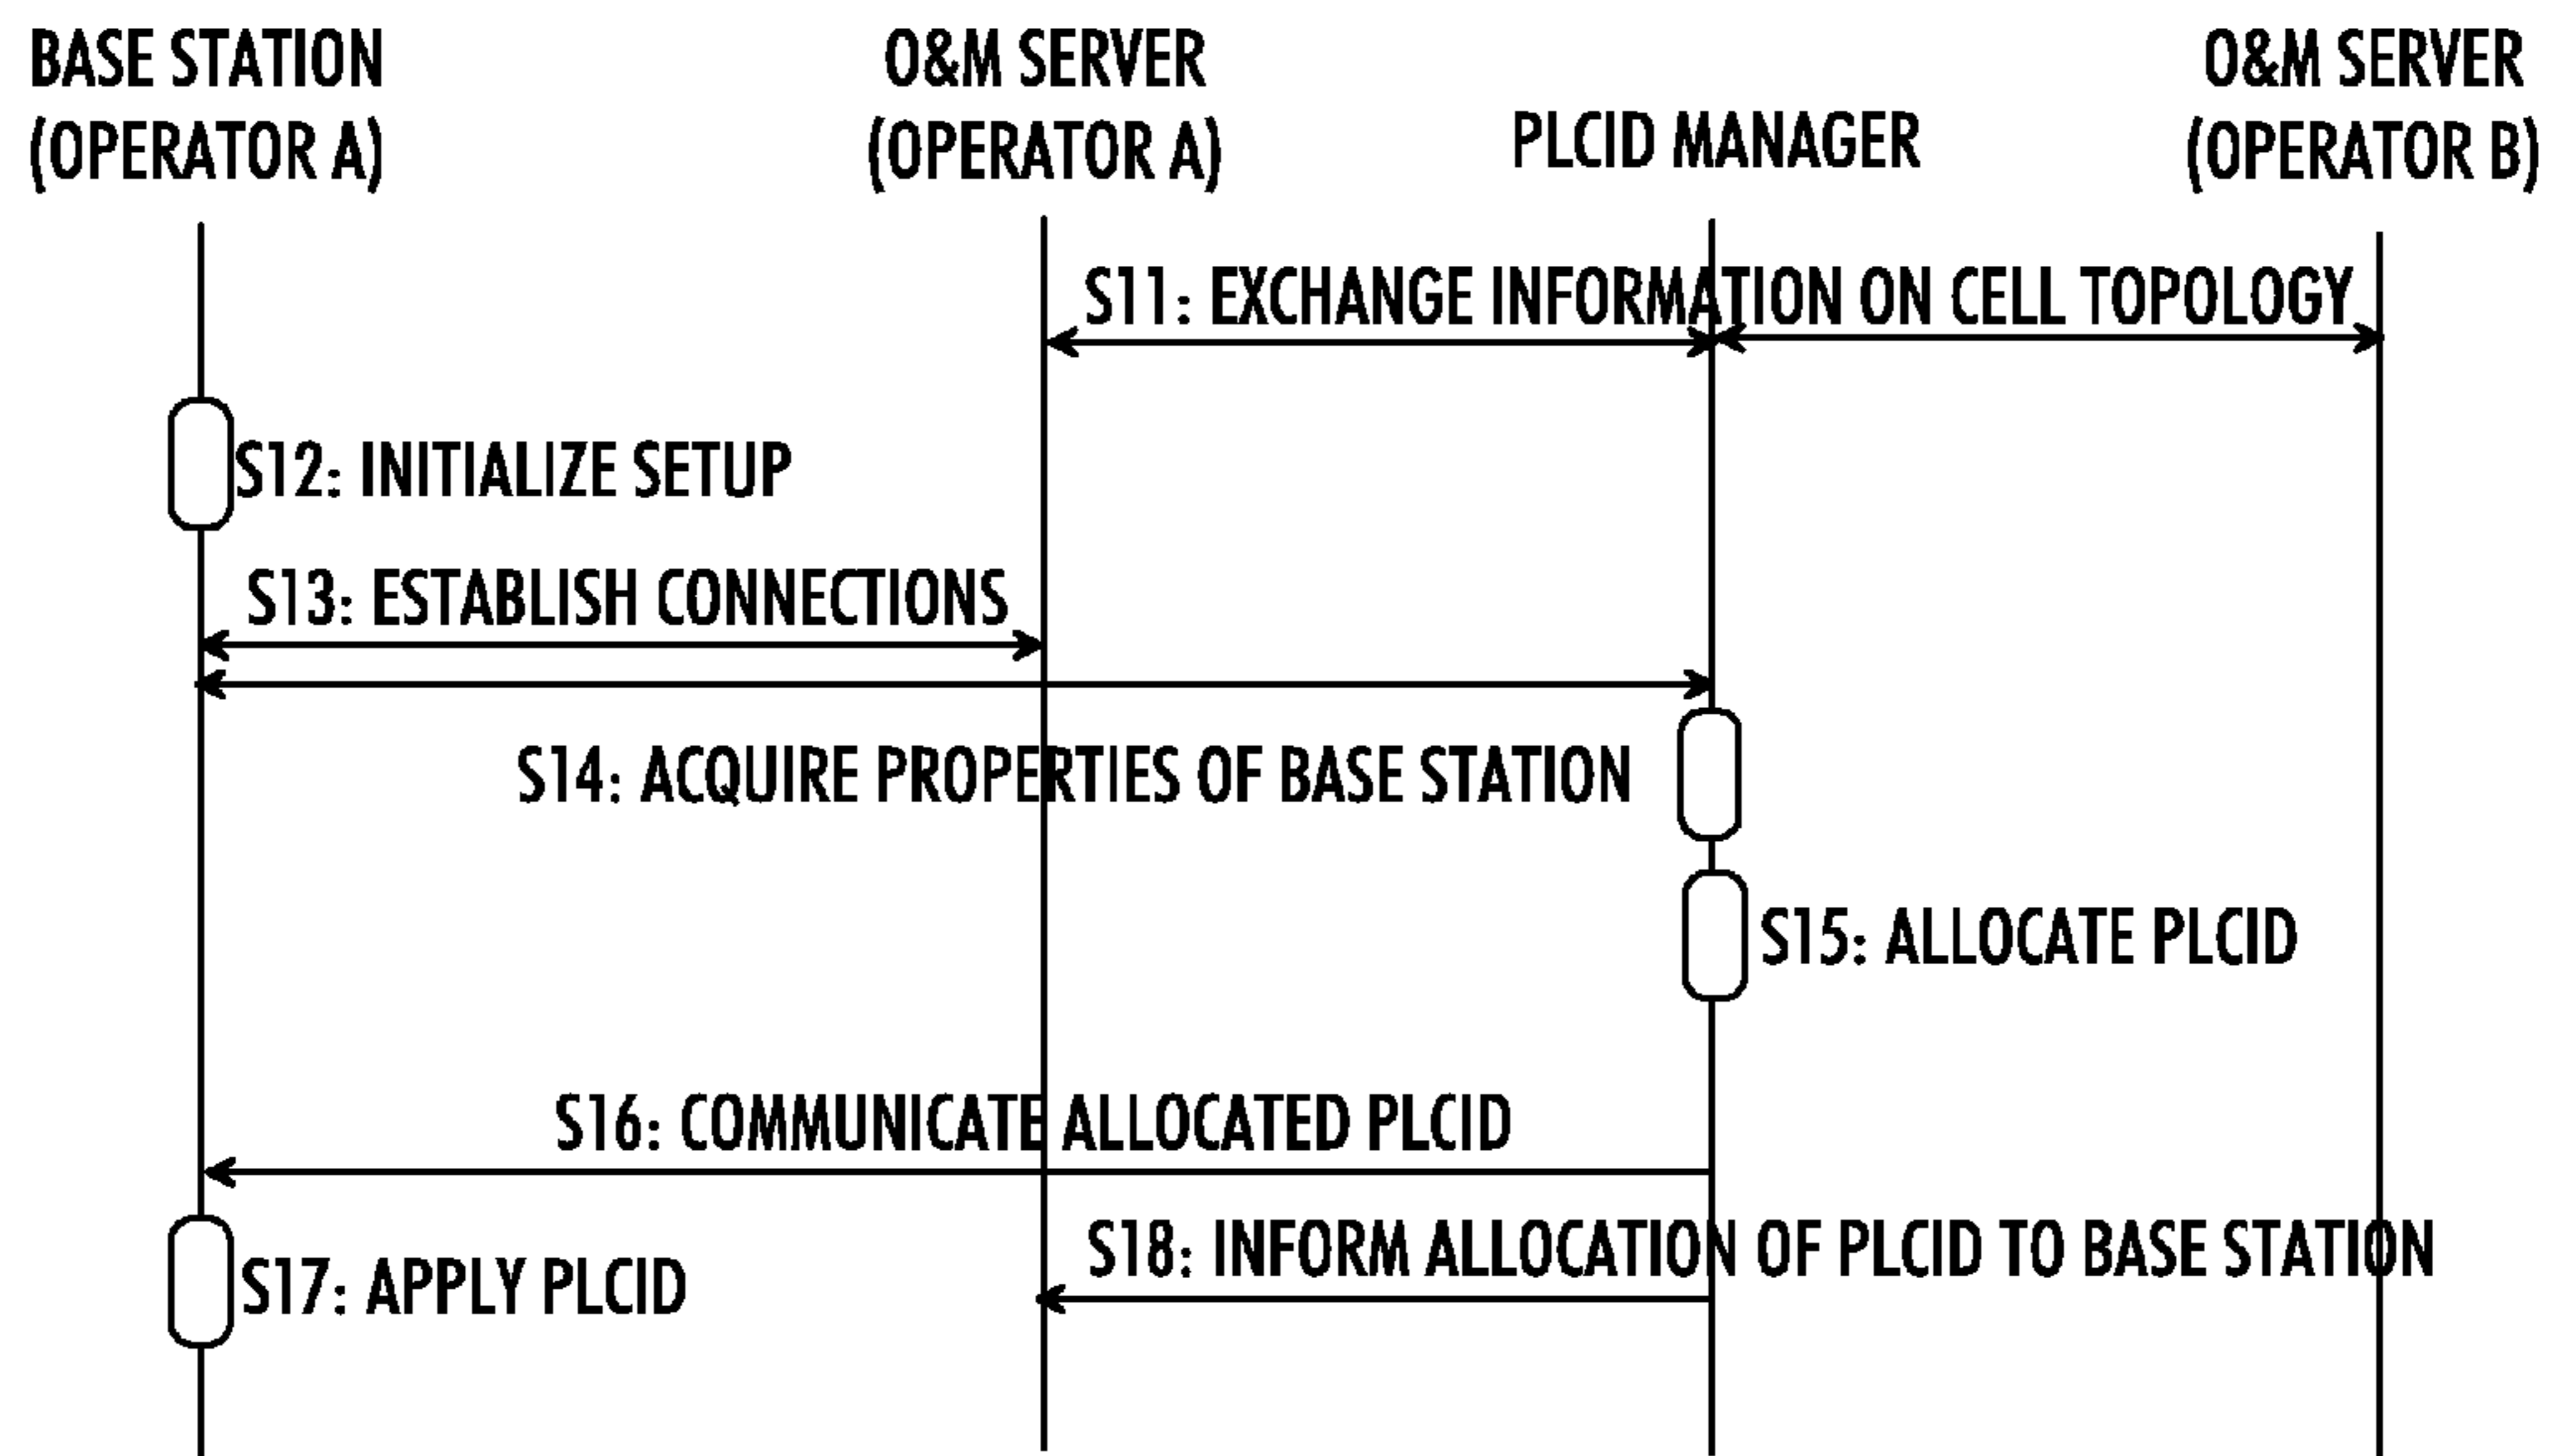 BASE STATION
(OPERATOR A)
O&M SERVER
(OPERATOR A)
PLCID MANAGER
O&M SERVER
(OPERATOR B)
S11: EXCHANGE INFORMATION ON CELL TOPOLOGY
S12: INITIALIZE SETUP
S13: ESTABLISH CONNECTIONS
S14: ACQUIRE PROPERTIES OF BASE STATION
S15: ALLOCATE PLCID
S16: COMMUNICATE ALLOCATED PLCID
S18: INFORM ALLOCATION OF PLCID TO BASE STATION
S17: APPLY PLCID